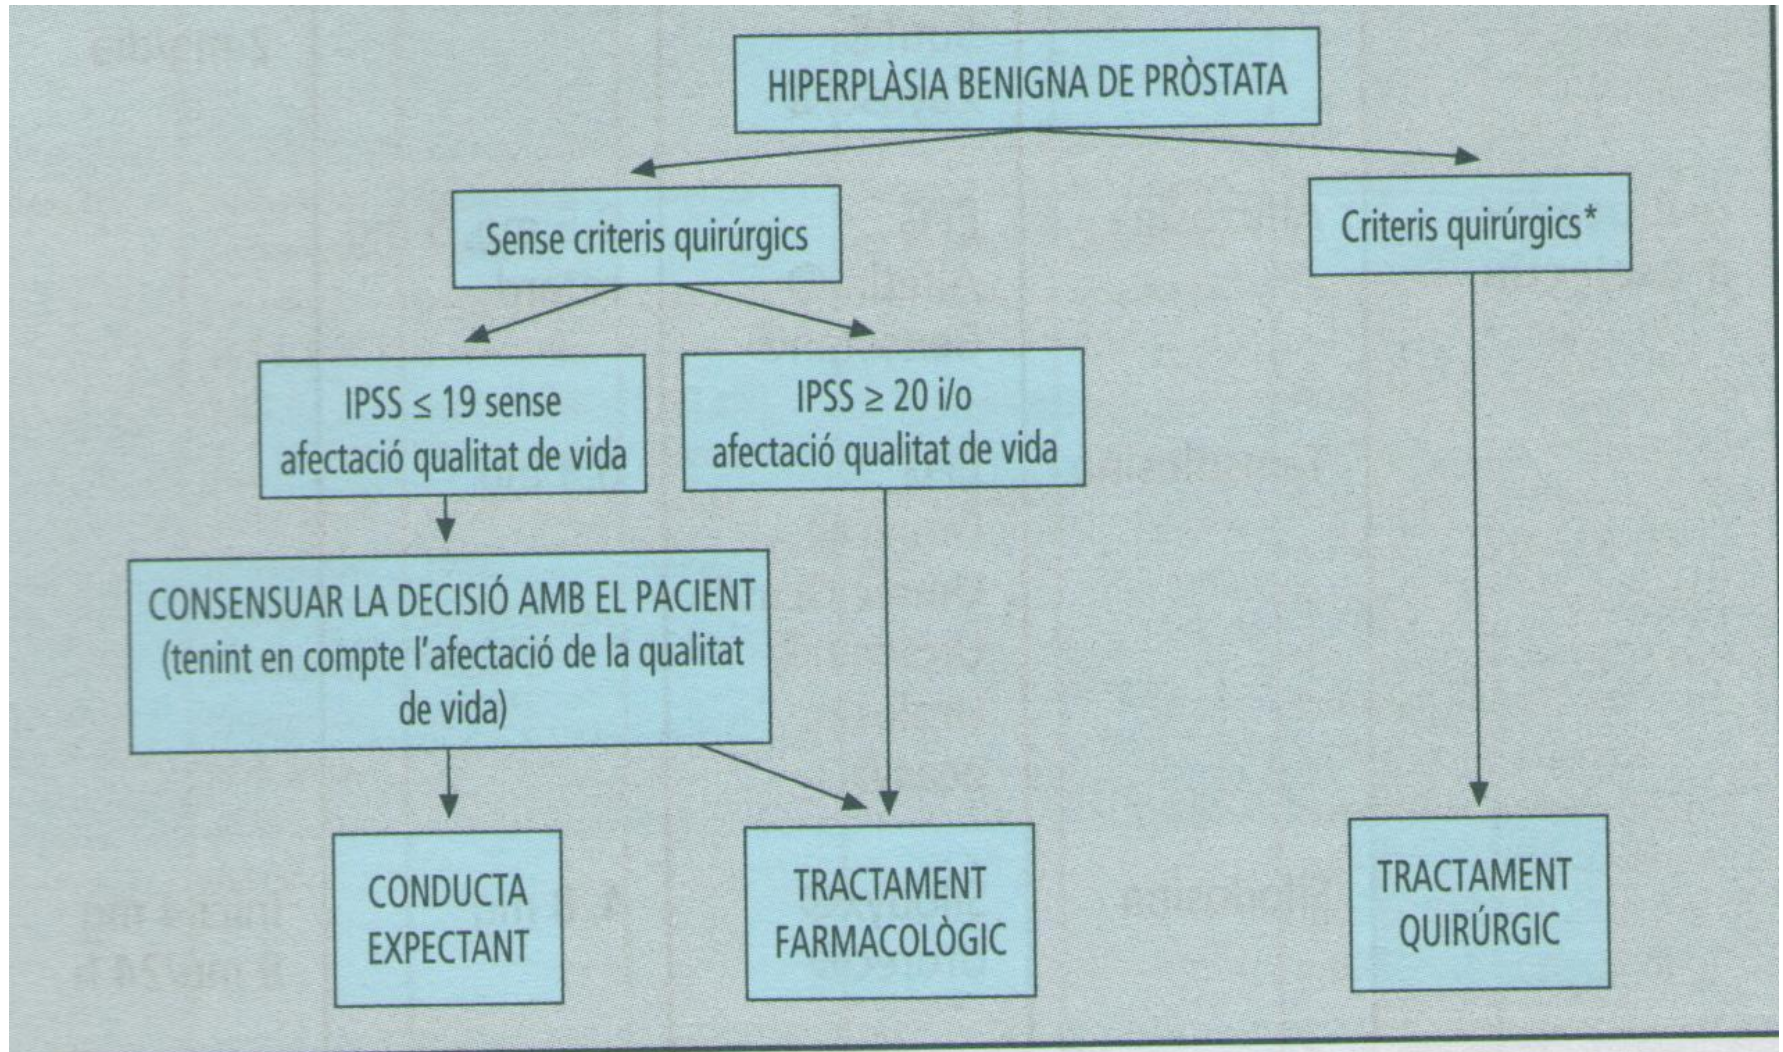 HIPERPLÀSIA BENIGNA DE PRÒSTATA
Sense criteris quirúrgics
Criteris quirúrgics*
IPSS ≤ 19 sense
afectació qualitat de vida
IPSS ≥ 20 i/o
afectació qualitat de vida
CONSENSUAR LA DECISIÓ AMB EL PACIENT
(tenint en compte l'afectació de la qualitat
de vida)
CONDUCTA
EXPECTANT
TRACTAMENT
FARMACOLÒGIC
TRACTAMENT
QUIRÚRGIC